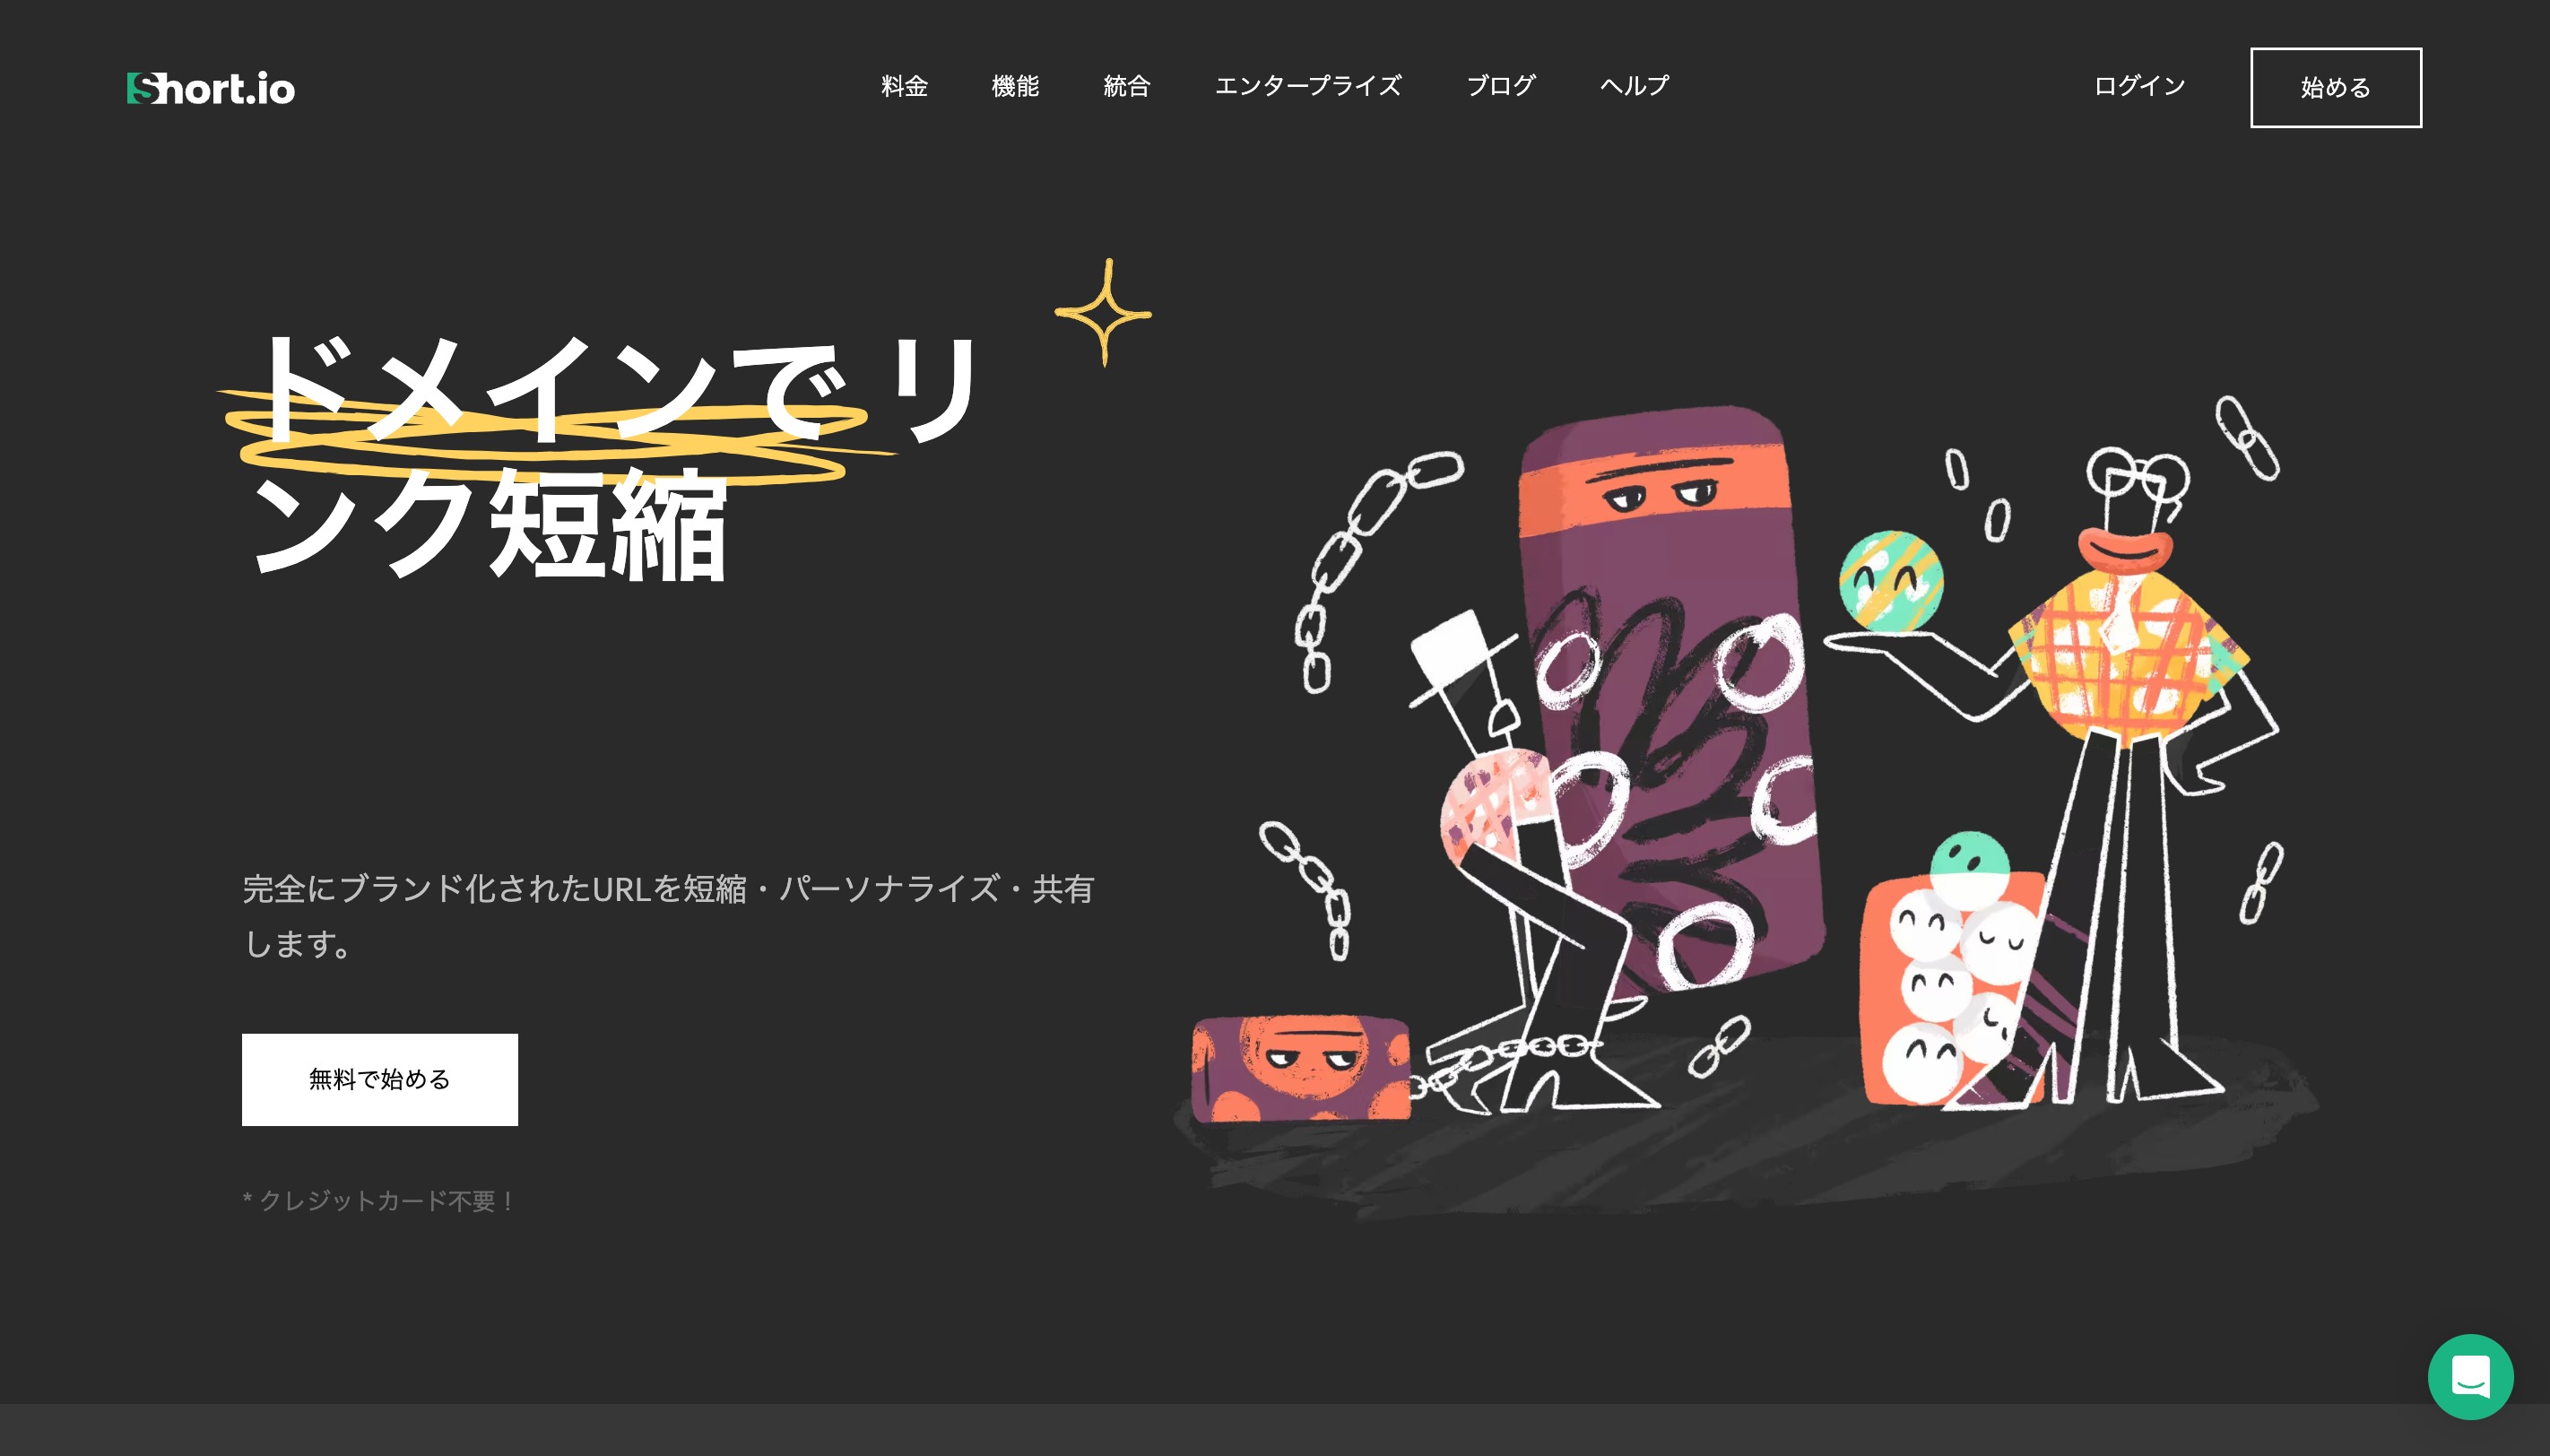 Short.io
料金 機能 統合 エンタープライズ ブログ ヘルプ
ログイン 始める
ドメインで リ
ンク短縮
完全にブランド化されたURLを短縮・パーソナライズ・共有
します。
無料で始める
* クレジットカード不要！